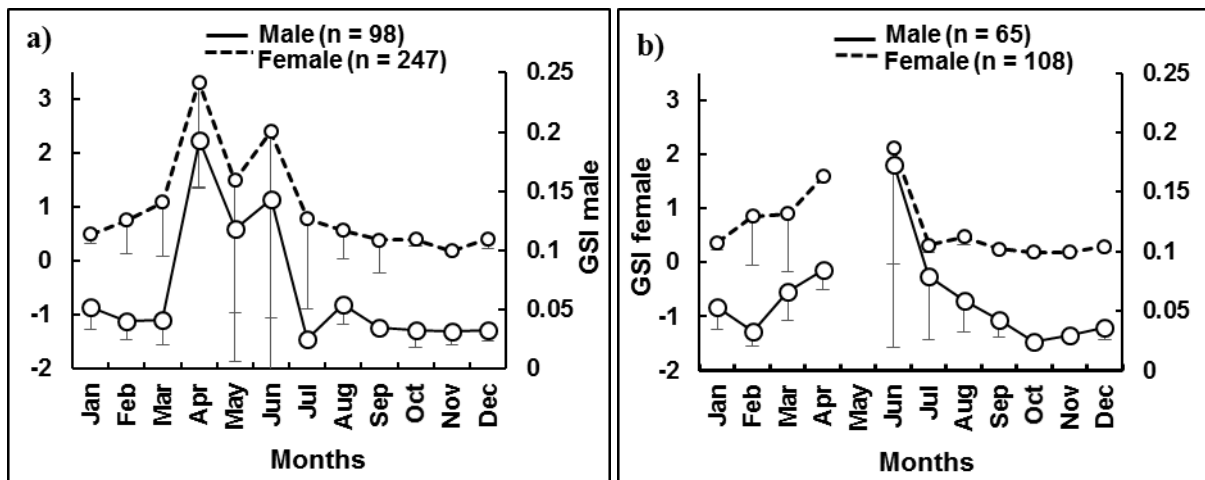 a)
Male (n = 98)
Female (n = 247)
3
2
1
0
-1
-2
0.25
0.2
0.15
0.1
0.05
0
GSI male
Jan Feb Mar Apr May Jun Jul Aug Sep Oct Nov Dec
Months
b)
Male (n = 65)
Female (n = 108)
GSI female
3
2
1
0
-1
-2
0.25
0.2
0.15
0.1
0.05
0
Jan Feb Mar Apr May Jun Jul Aug Sep Oct Nov Dec
Months